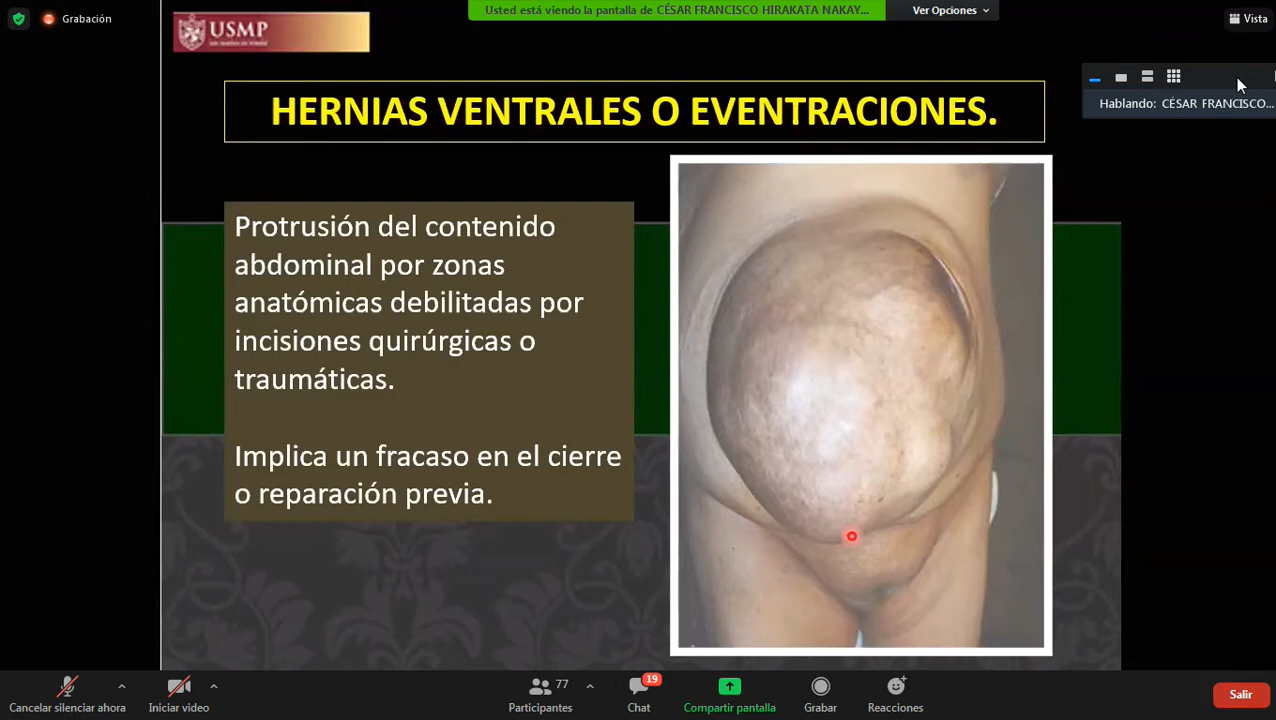 Grabación
Usted está viendo la pantalla de CÉSAR FRANCISCO HIRAKATA NAKAY...
Ver Opciones
Vista
USMP
Hablando: CÉSAR FRANCISCO...
HERNIAS VENTRALES O EVENTRACIONES.
Protrusión del contenido
abdominal por zonas
anatómicas debilitadas por
incisiones quirúrgicas o
traumáticas.
Implica un fracaso en el cierre
o reparación previa.
77
19
Cancelar silenciar ahora
Iniciar video
Participantes
Chat
Compartir pantalla
Grabar
Reacciones
Salir